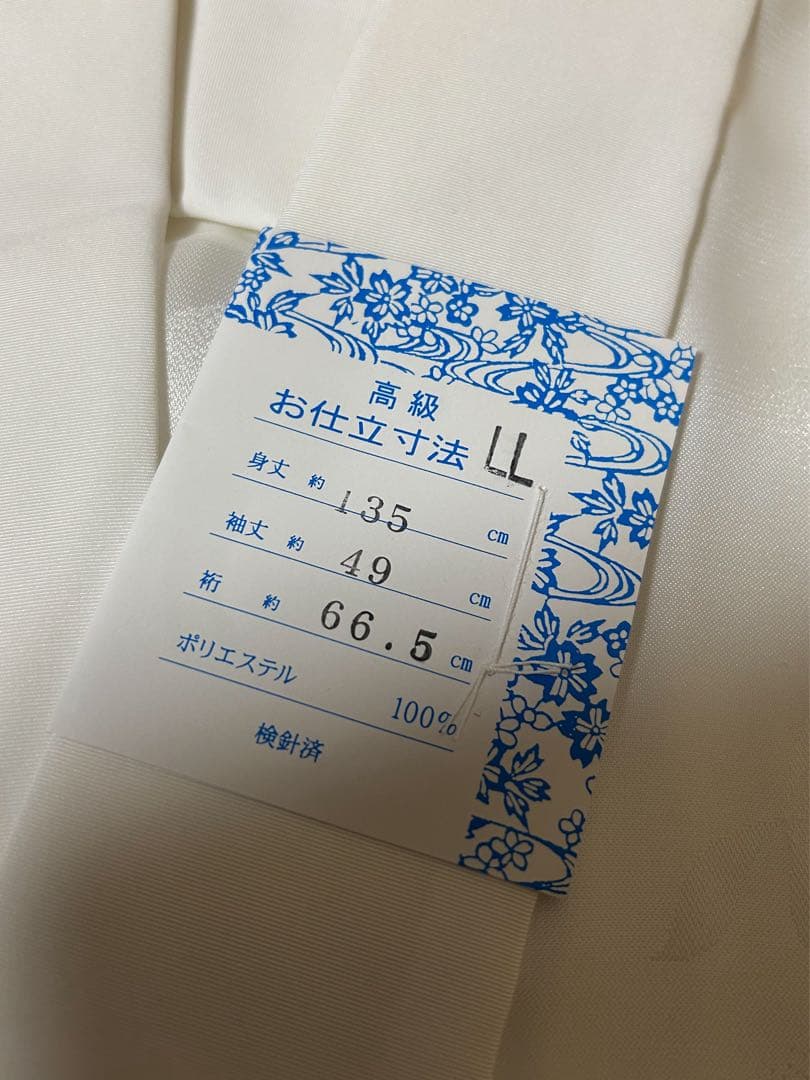 高級
お仕立寸法 LL
身丈 約 135 cm
袖丈 約 49 cm
裄 約 66.5 cm
ポリエステル 100%
検針済